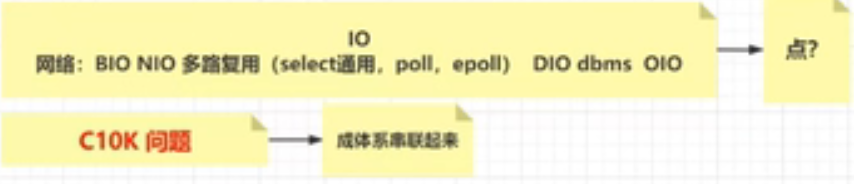 IO
网络：BIO NIO 多路复用（select通用，poll，epoll） DIO dbms OIO
点?
C10K 问题
成体系串联起来